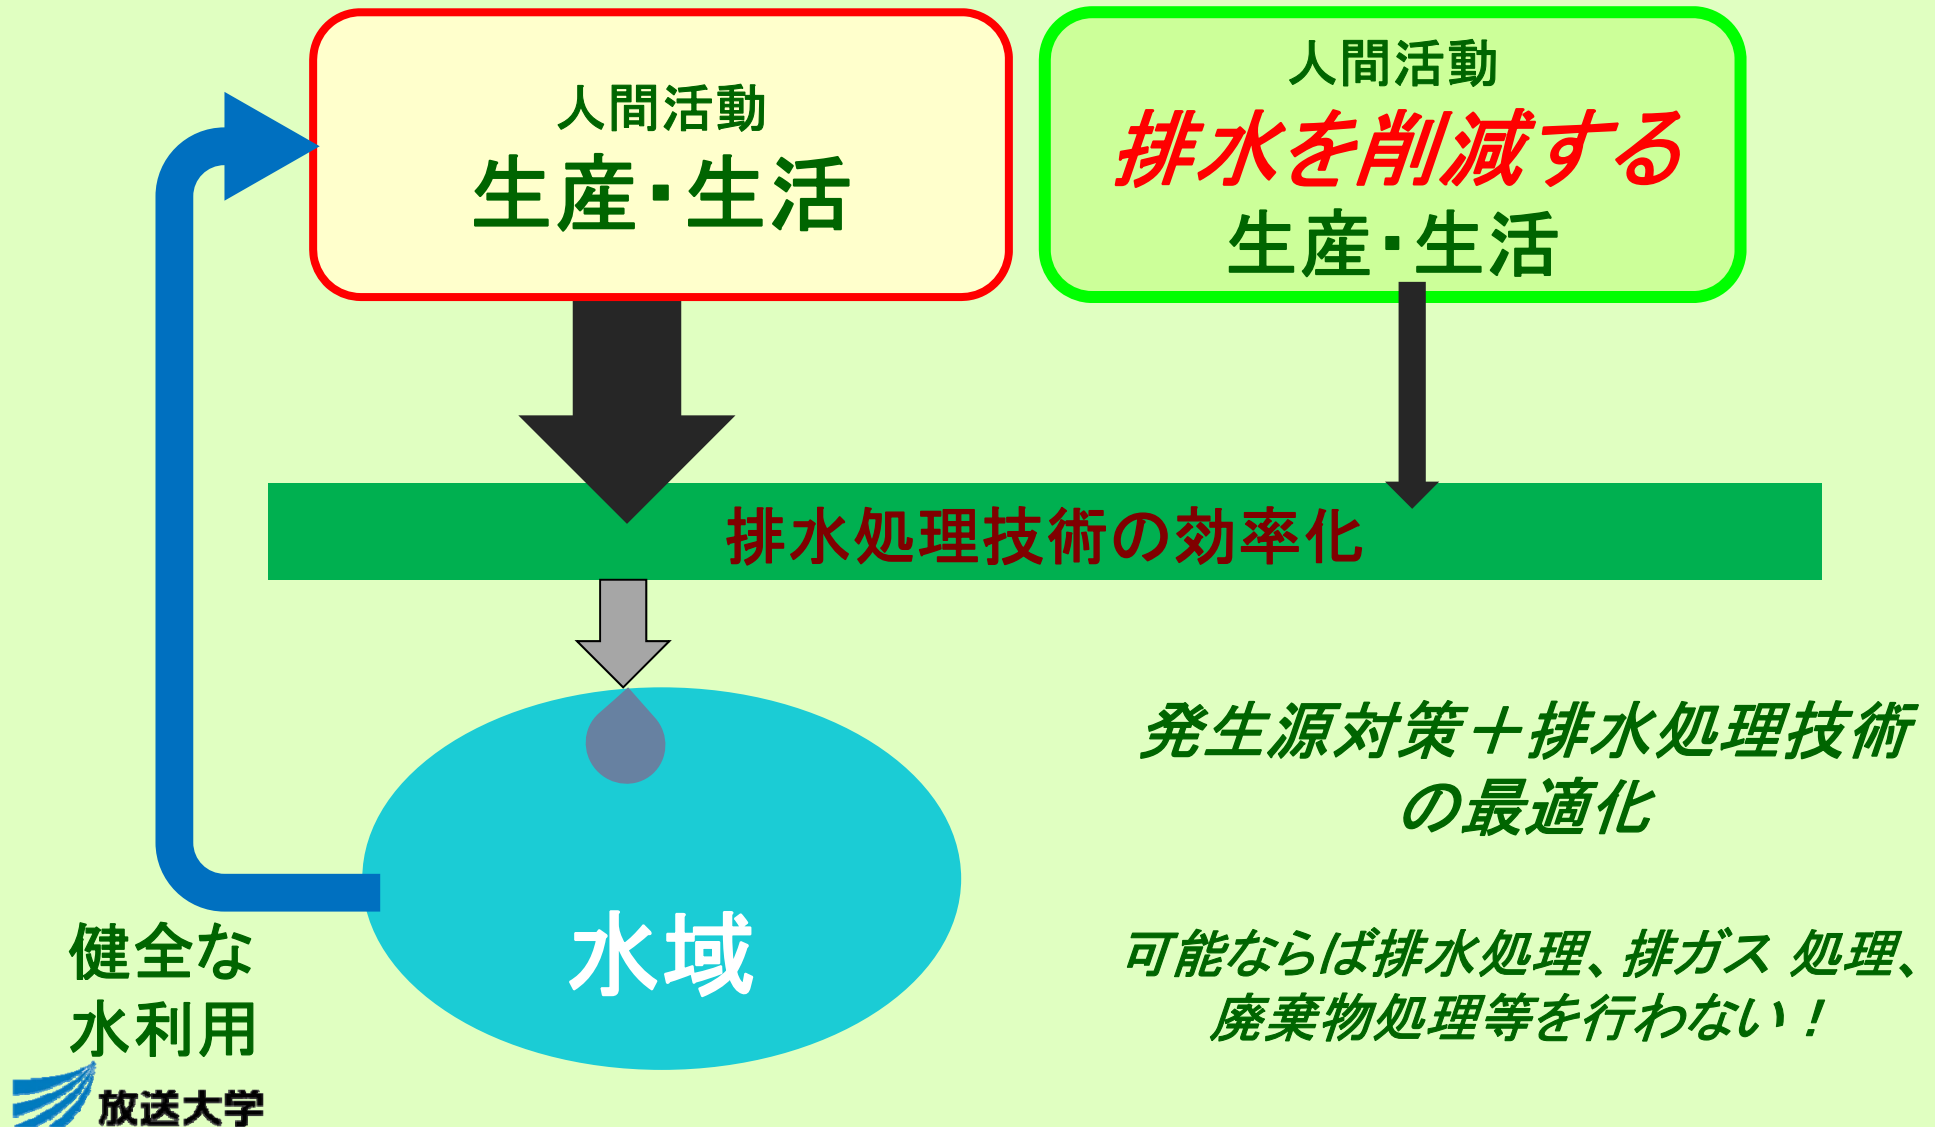 人間活動
生産・生活
人間活動
排水を削減する
生産・生活
排水処理技術の効率化
発生源対策＋排水処理技術
の最適化
水域
可能ならば排水処理、排ガス 処理、
廃棄物処理等を行わない！
健全な
水利用
放送大学